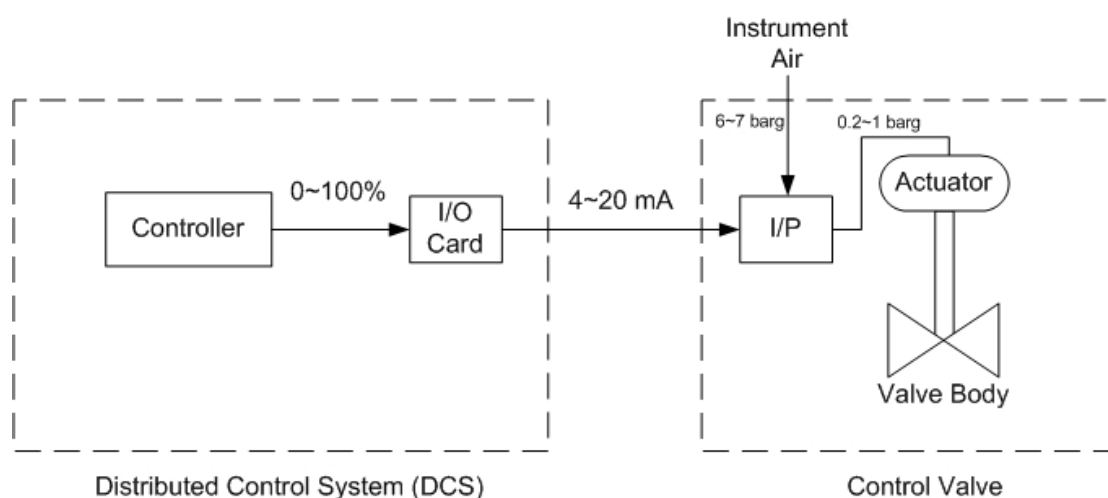 Instrument
Air
6~7 barg
0.2~1 barg
Controller
0~100%
I/O
Card
4~20 mA
I/P
Actuator
Valve Body
Distributed Control System (DCS)
Control Valve